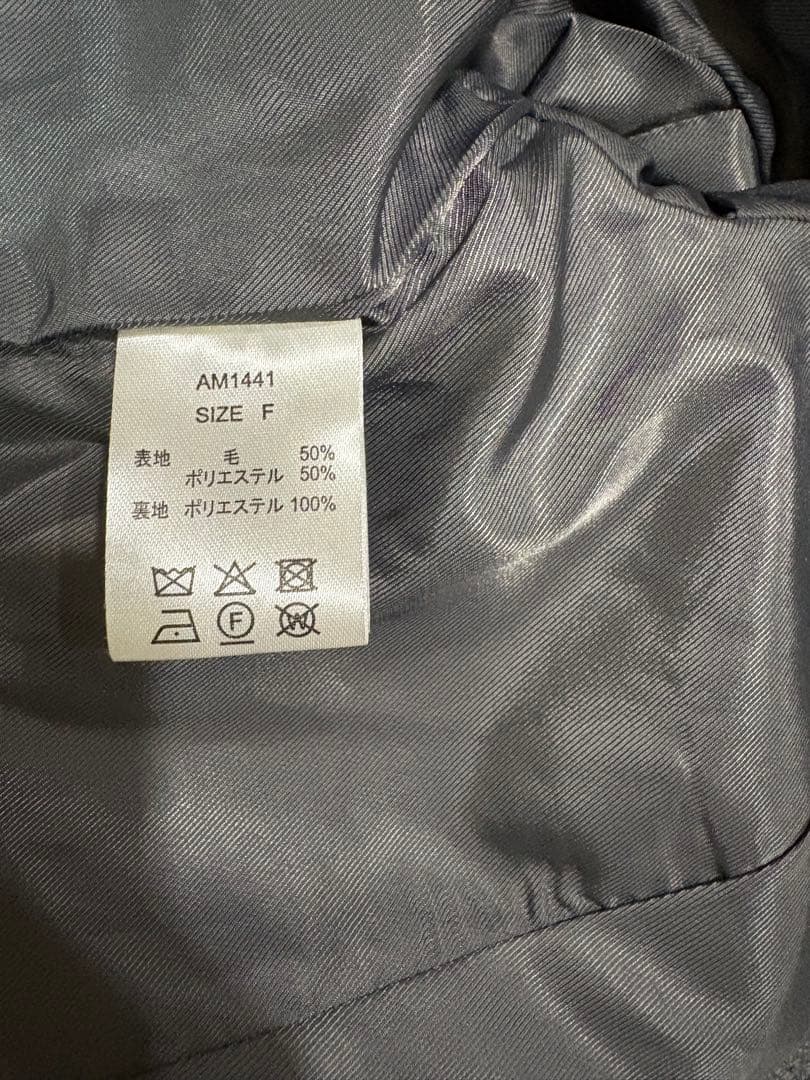 AM1441
SIZE F
表地 毛 50%
ポリエステル 50%
裏地 ポリエステル 100%
F
W